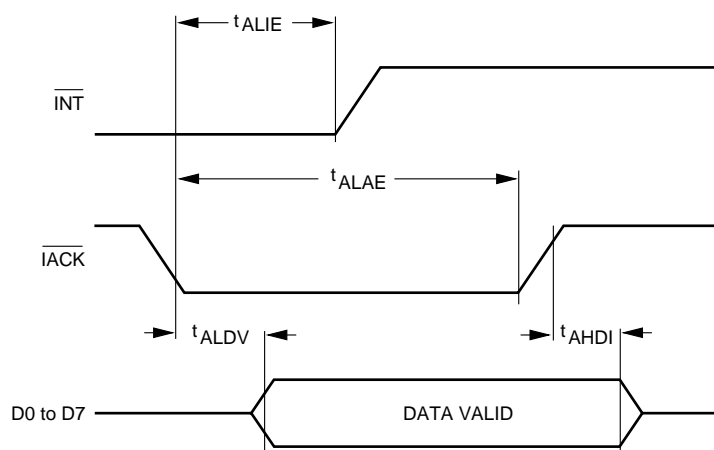 tALIE
INT
tALAE
IACK
tALDV
tAHDI
D0 to D7
DATA VALID